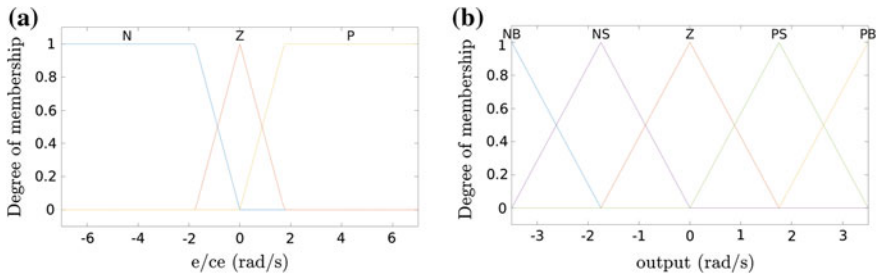 (a)
N Z P
1
0.8
0.6
0.4
0.2
0
Degree of membership
-6 -4 -2 0 2 4 6
e/ce (rad/s)
(b)
NB NS Z PS PB
1
0.8
0.6
0.4
0.2
0
Degree of membership
-3 -2 -1 0 1 2 3
output (rad/s)